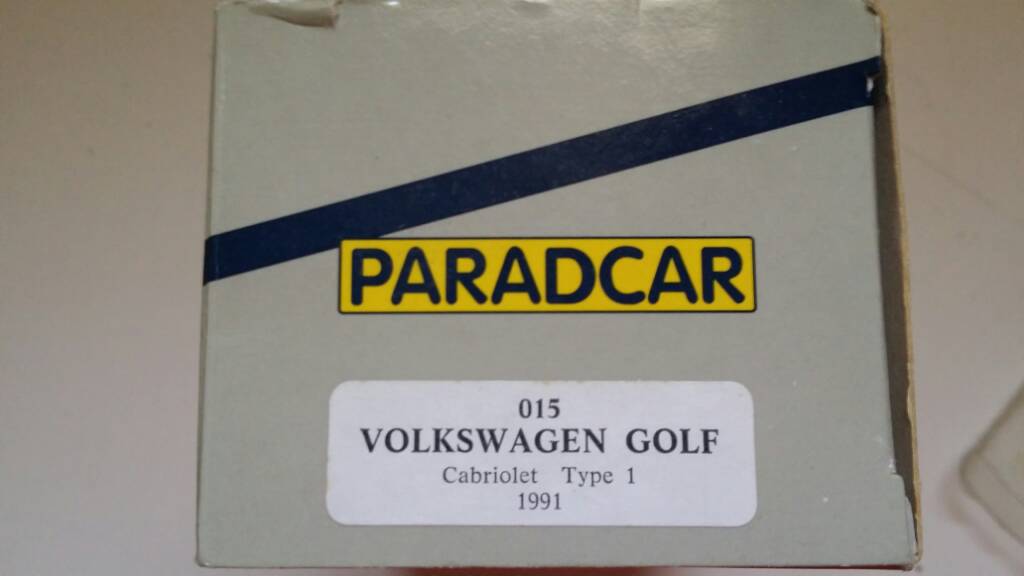 PARADCAR
015
VOLKSWAGEN GOLF
Cabriolet Type 1
1991